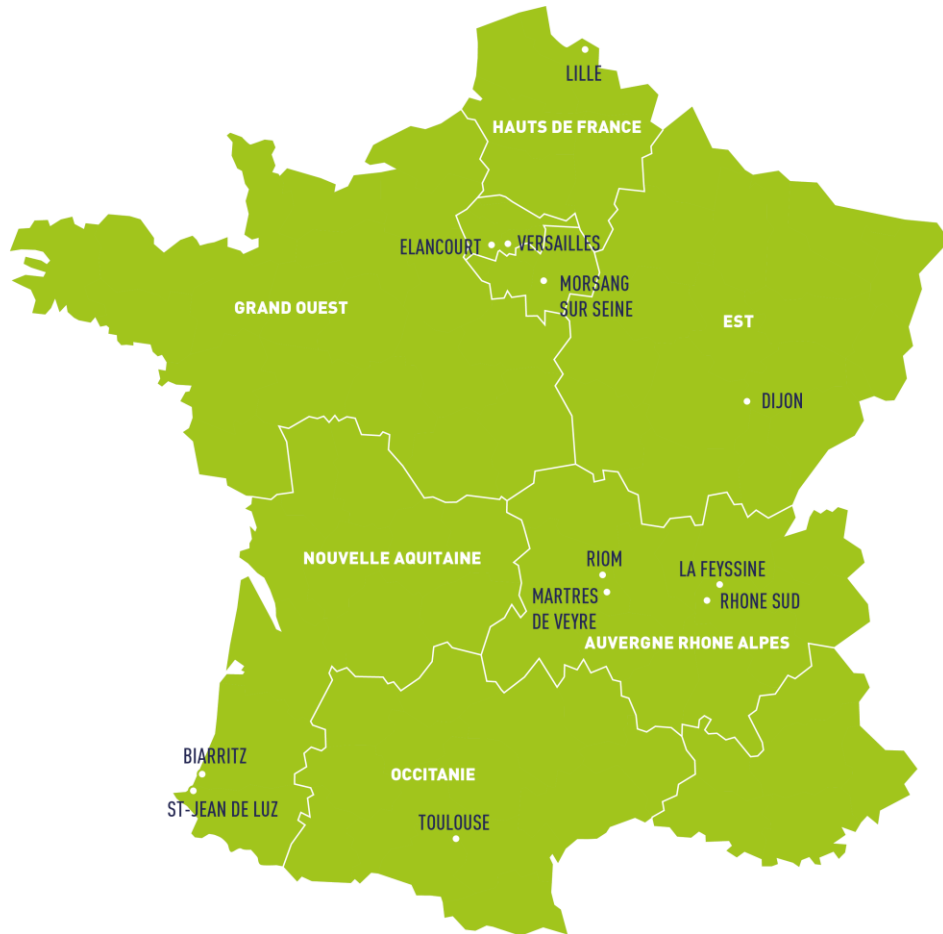 LILLE
HAUTS DE FRANCE
ELANCOURT
VERSAILLES
MORSANG
SUR SEINE
GRAND OUEST
EST
DIJON
NOUVELLE AQUITAINE
RIOM
LA FEYSSINE
MARTRES
DE VEYRE
RHONE SUD
AUVERGNE RHONE ALPES
BIARRITZ
OCCITANIE
ST-JEAN DE LUZ
TOULOUSE